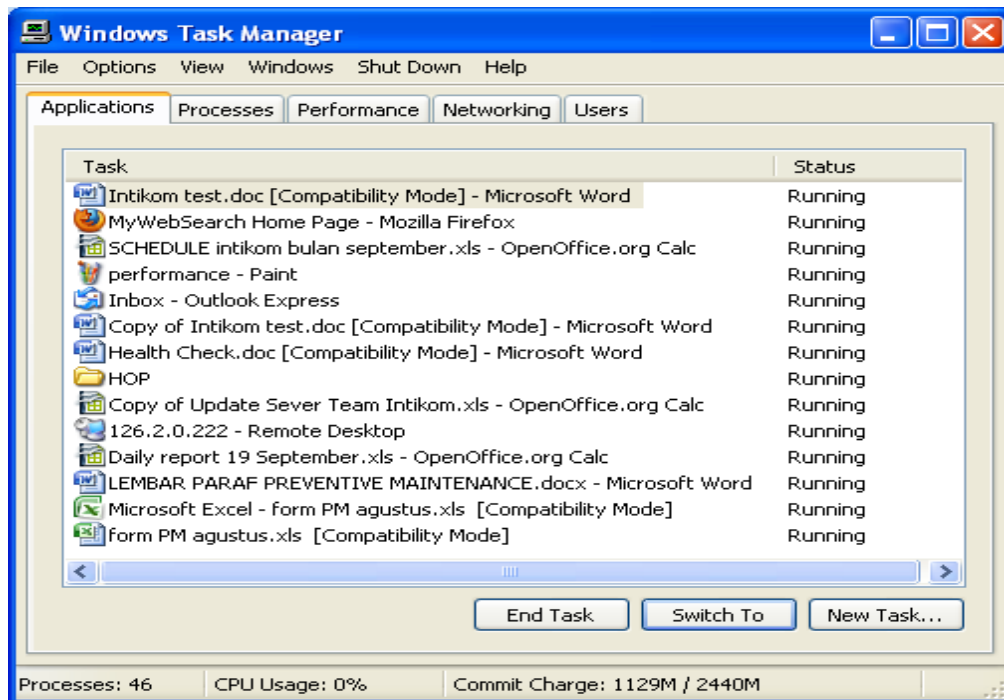 Windows Task Manager
File Options View Windows Shut Down Help
Applications Processes Performance Networking Users
Task Status
Intikom test.doc [Compatibility Mode] - Microsoft Word Running
MyWebSearch Home Page - Mozilla Firefox Running
SCHEDULE intikom bulan september.xls - OpenOffice.org Calc Running
performance - Paint Running
Inbox - Outlook Express Running
Copy of Intikom test.doc [Compatibility Mode] - Microsoft Word Running
Health Check.doc [Compatibility Mode] - Microsoft Word Running
HOP Running
Copy of Update Sever Team Intikom.xls - OpenOffice.org Calc Running
126.2.0.222 - Remote Desktop Running
Daily report 19 September.xls - OpenOffice.org Calc Running
LEMBAR PARAF PREVENTIVE MAINTENANCE.docx - Microsoft Word Running
Microsoft Excel - form PM agustus.xls [Compatibility Mode] Running
form PM agustus.xls [Compatibility Mode] Running
End Task Switch To New Task...
Processes: 46 CPU Usage: 0% Commit Charge: 1129M / 2440M